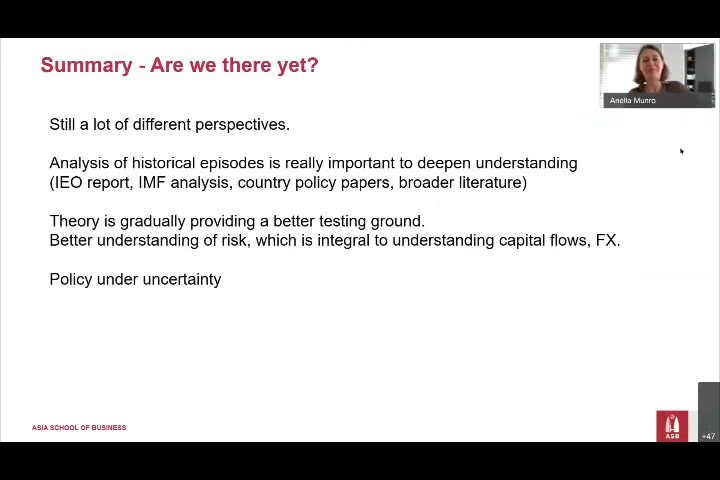 Summary - Are we there yet?
Anella Munro
Still a lot of different perspectives.
Analysis of historical episodes is really important to deepen understanding
(IEO report, IMF analysis, country policy papers, broader literature)
Theory is gradually providing a better testing ground.
Better understanding of risk, which is integral to understanding capital flows, FX.
Policy under uncertainty
ASIA SCHOOL OF BUSINESS
ASB
+47